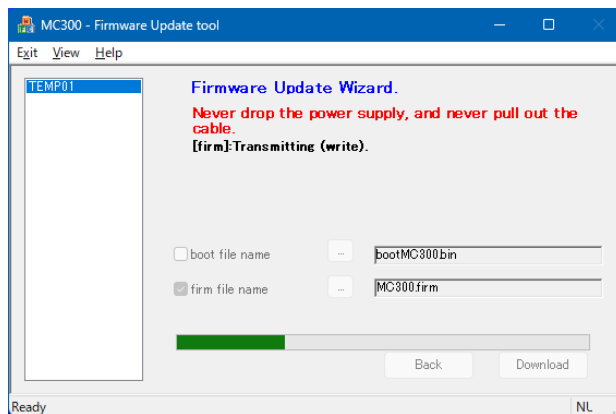 MC300 - Firmware Update tool
Exit View Help
TEMP01
Firmware Update Wizard.
Never drop the power supply, and never pull out the
cable.
[firm]:Transmitting (write).
boot file name ... bootMC300.bin
firm file name ... MC300.firm
Back Download
Ready